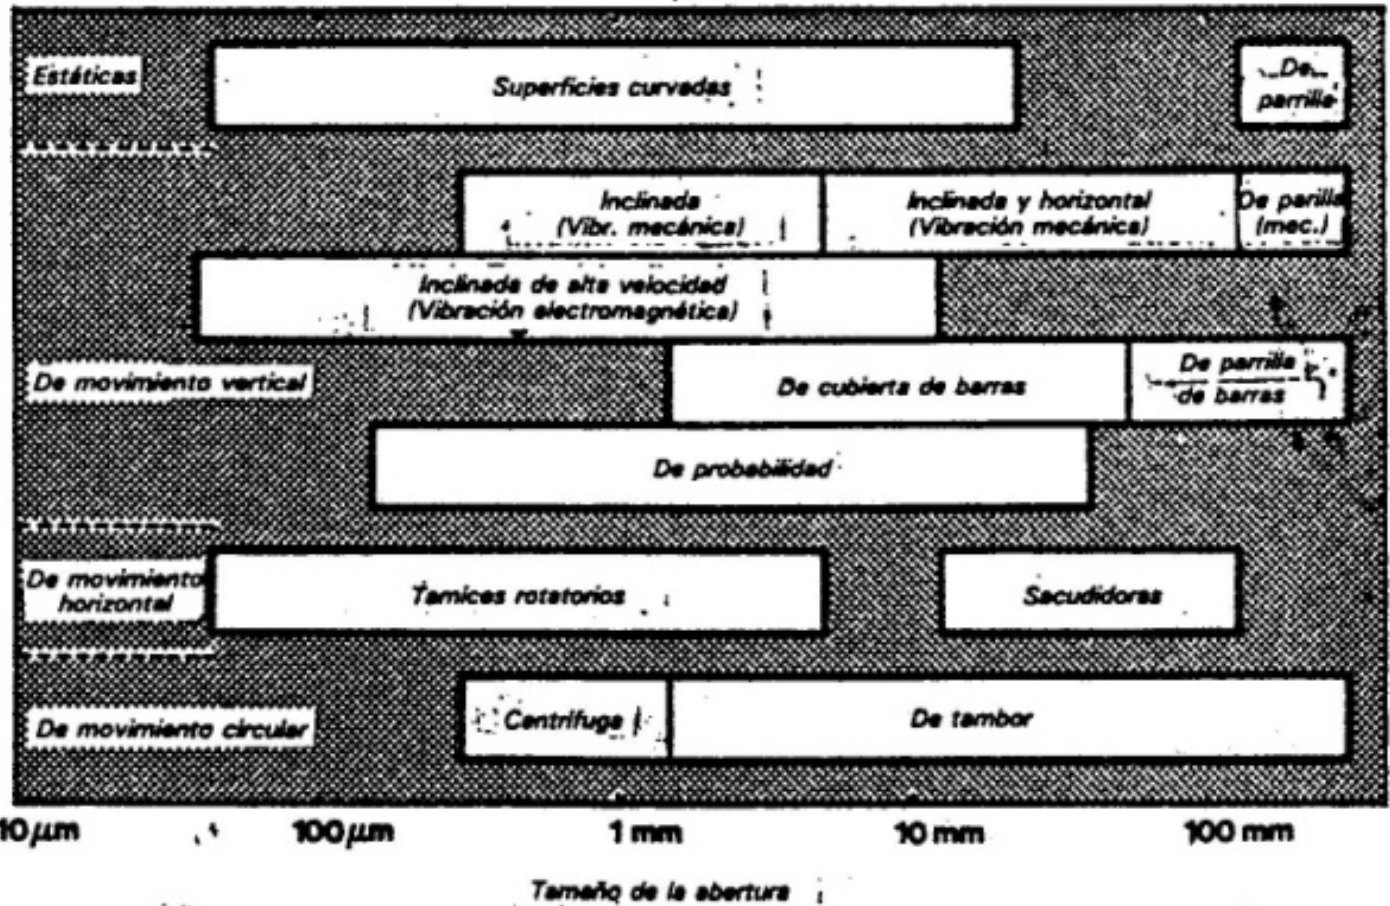 Estáticas
Superficies curvadas
De
parrilla
Inclinada
(Vibr. mecánica)
Inclinada y horizontal
(Vibración mecánica)
De parilla
(mec.)
Inclinada de alta velocidad
(Vibración electromagnética)
De movimiento vertical
De cubierta de barras
De parrilla
de barras
De probabilidad
De movimiento
horizontal
Tamices rotatorios
Sacudidoras
De movimiento circular
Centrífuga
De tambor
10 µm 100 µm 1 mm 10 mm 100 mm
Tamaño de la abertura